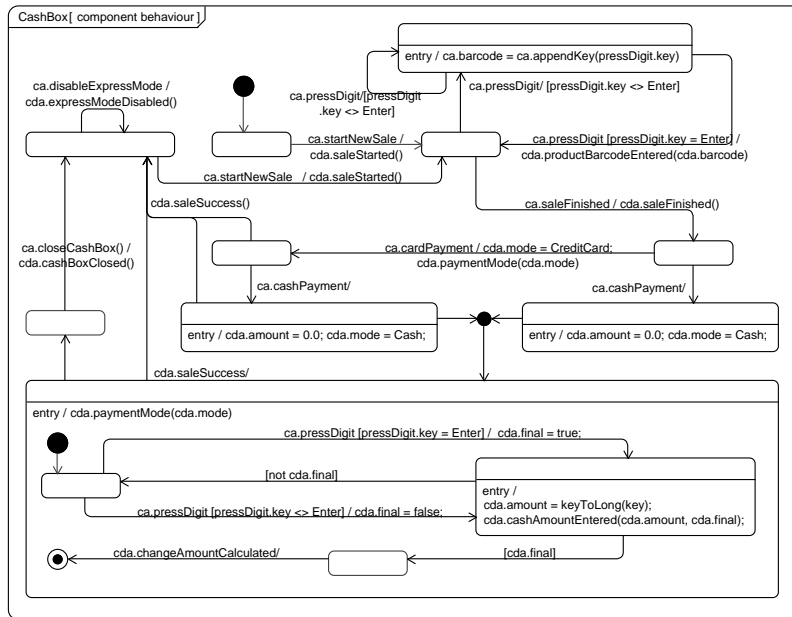 CashBox[ component behaviour ]
entry / ca.barcode = ca.appendKey(pressDigit.key)
ca.disableExpressMode /
cda.expressModeDisabled()
ca.pressDigit/[pressDigit
.key <> Enter]
ca.pressDigit/ [pressDigit.key <> Enter]
ca.startNewSale /
cda.saleStarted()
ca.pressDigit [pressDigit.key = Enter] /
cda.productBarcodeEntered(cda.barcode)
ca.startNewSale / cda.saleStarted()
cda.saleSuccess()
ca.saleFinished / cda.saleFinished()
ca.closeCashBox() /
cda.cashBoxClosed()
ca.cardPayment / cda.mode = CreditCard;
cda.paymentMode(cda.mode)
ca.cashPayment/
ca.cashPayment/
entry / cda.amount = 0.0; cda.mode = Cash;
entry / cda.amount = 0.0; cda.mode = Cash;
cda.saleSuccess/
entry / cda.paymentMode(cda.mode)
ca.pressDigit [pressDigit.key = Enter] / cda.final = true;
[not cda.final]
entry /
cda.amount = keyToLong(key);
cda.cashAmountEntered(cda.amount, cda.final);
ca.pressDigit [pressDigit.key <> Enter] / cda.final = false;
cda.changeAmountCalculated/
[cda.final]